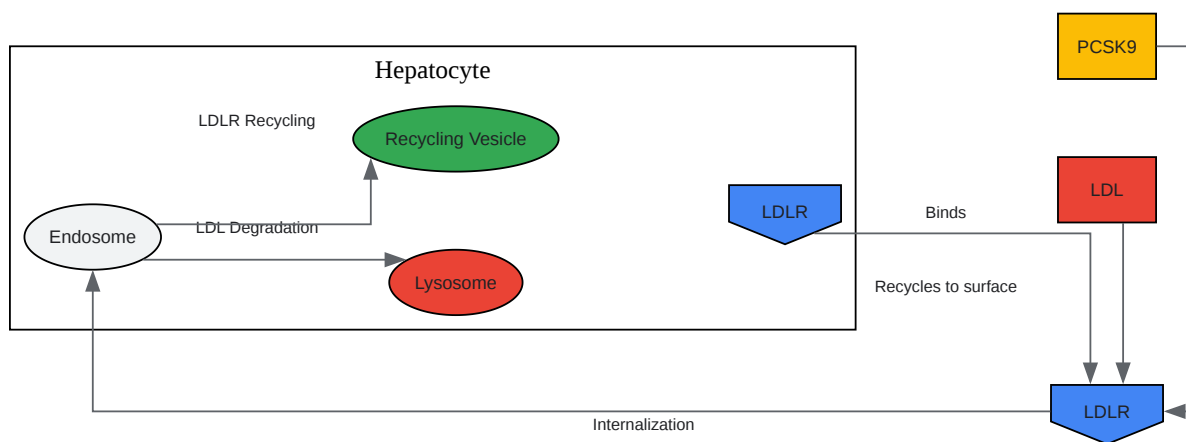 PCSK9
Hepatocyte
LDLR Recycling
Recycling Vesicle
LDL
LDLR
Binds
LDL Degradation
Endosome
Lysosome
Recycles to surface
LDLR
Internalization